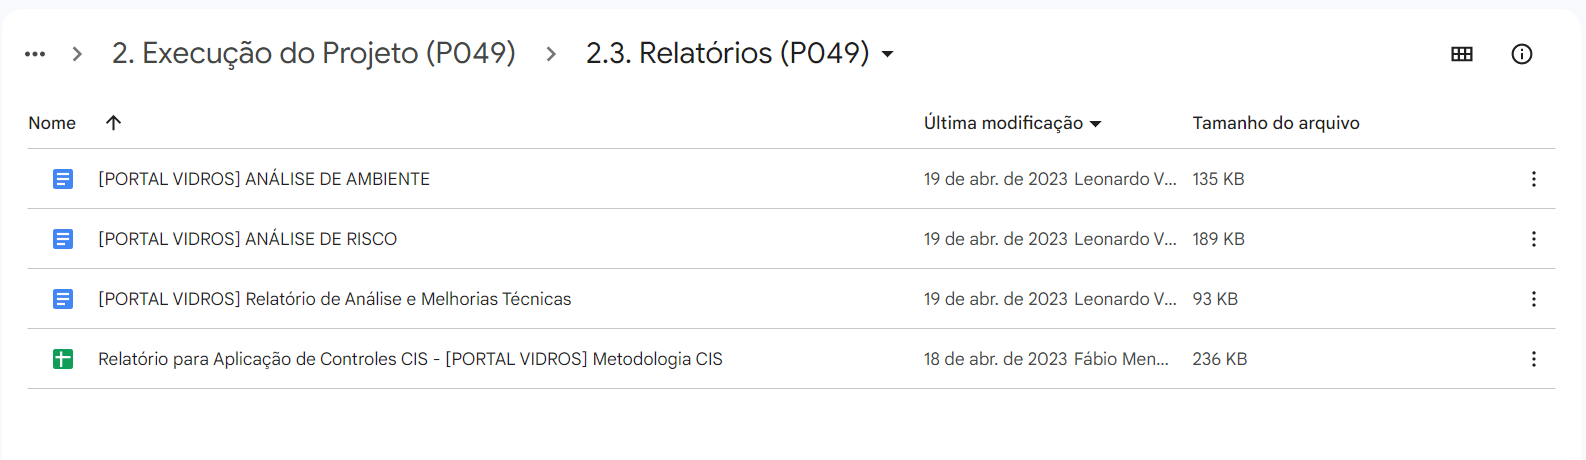 ... > 2. Execução do Projeto (P049) > 2.3. Relatórios (P049)
Nome Última modificação Tamanho do arquivo
[PORTAL VIDROS] ANÁLISE DE AMBIENTE 19 de abr. de 2023 Leonardo V... 135 KB
[PORTAL VIDROS] ANÁLISE DE RISCO 19 de abr. de 2023 Leonardo V... 189 KB
[PORTAL VIDROS] Relatório de Análise e Melhorias Técnicas 19 de abr. de 2023 Leonardo V... 93 KB
Relatório para Aplicação de Controles CIS - [PORTAL VIDROS] Metodologia CIS 18 de abr. de 2023 Fábio Men... 236 KB